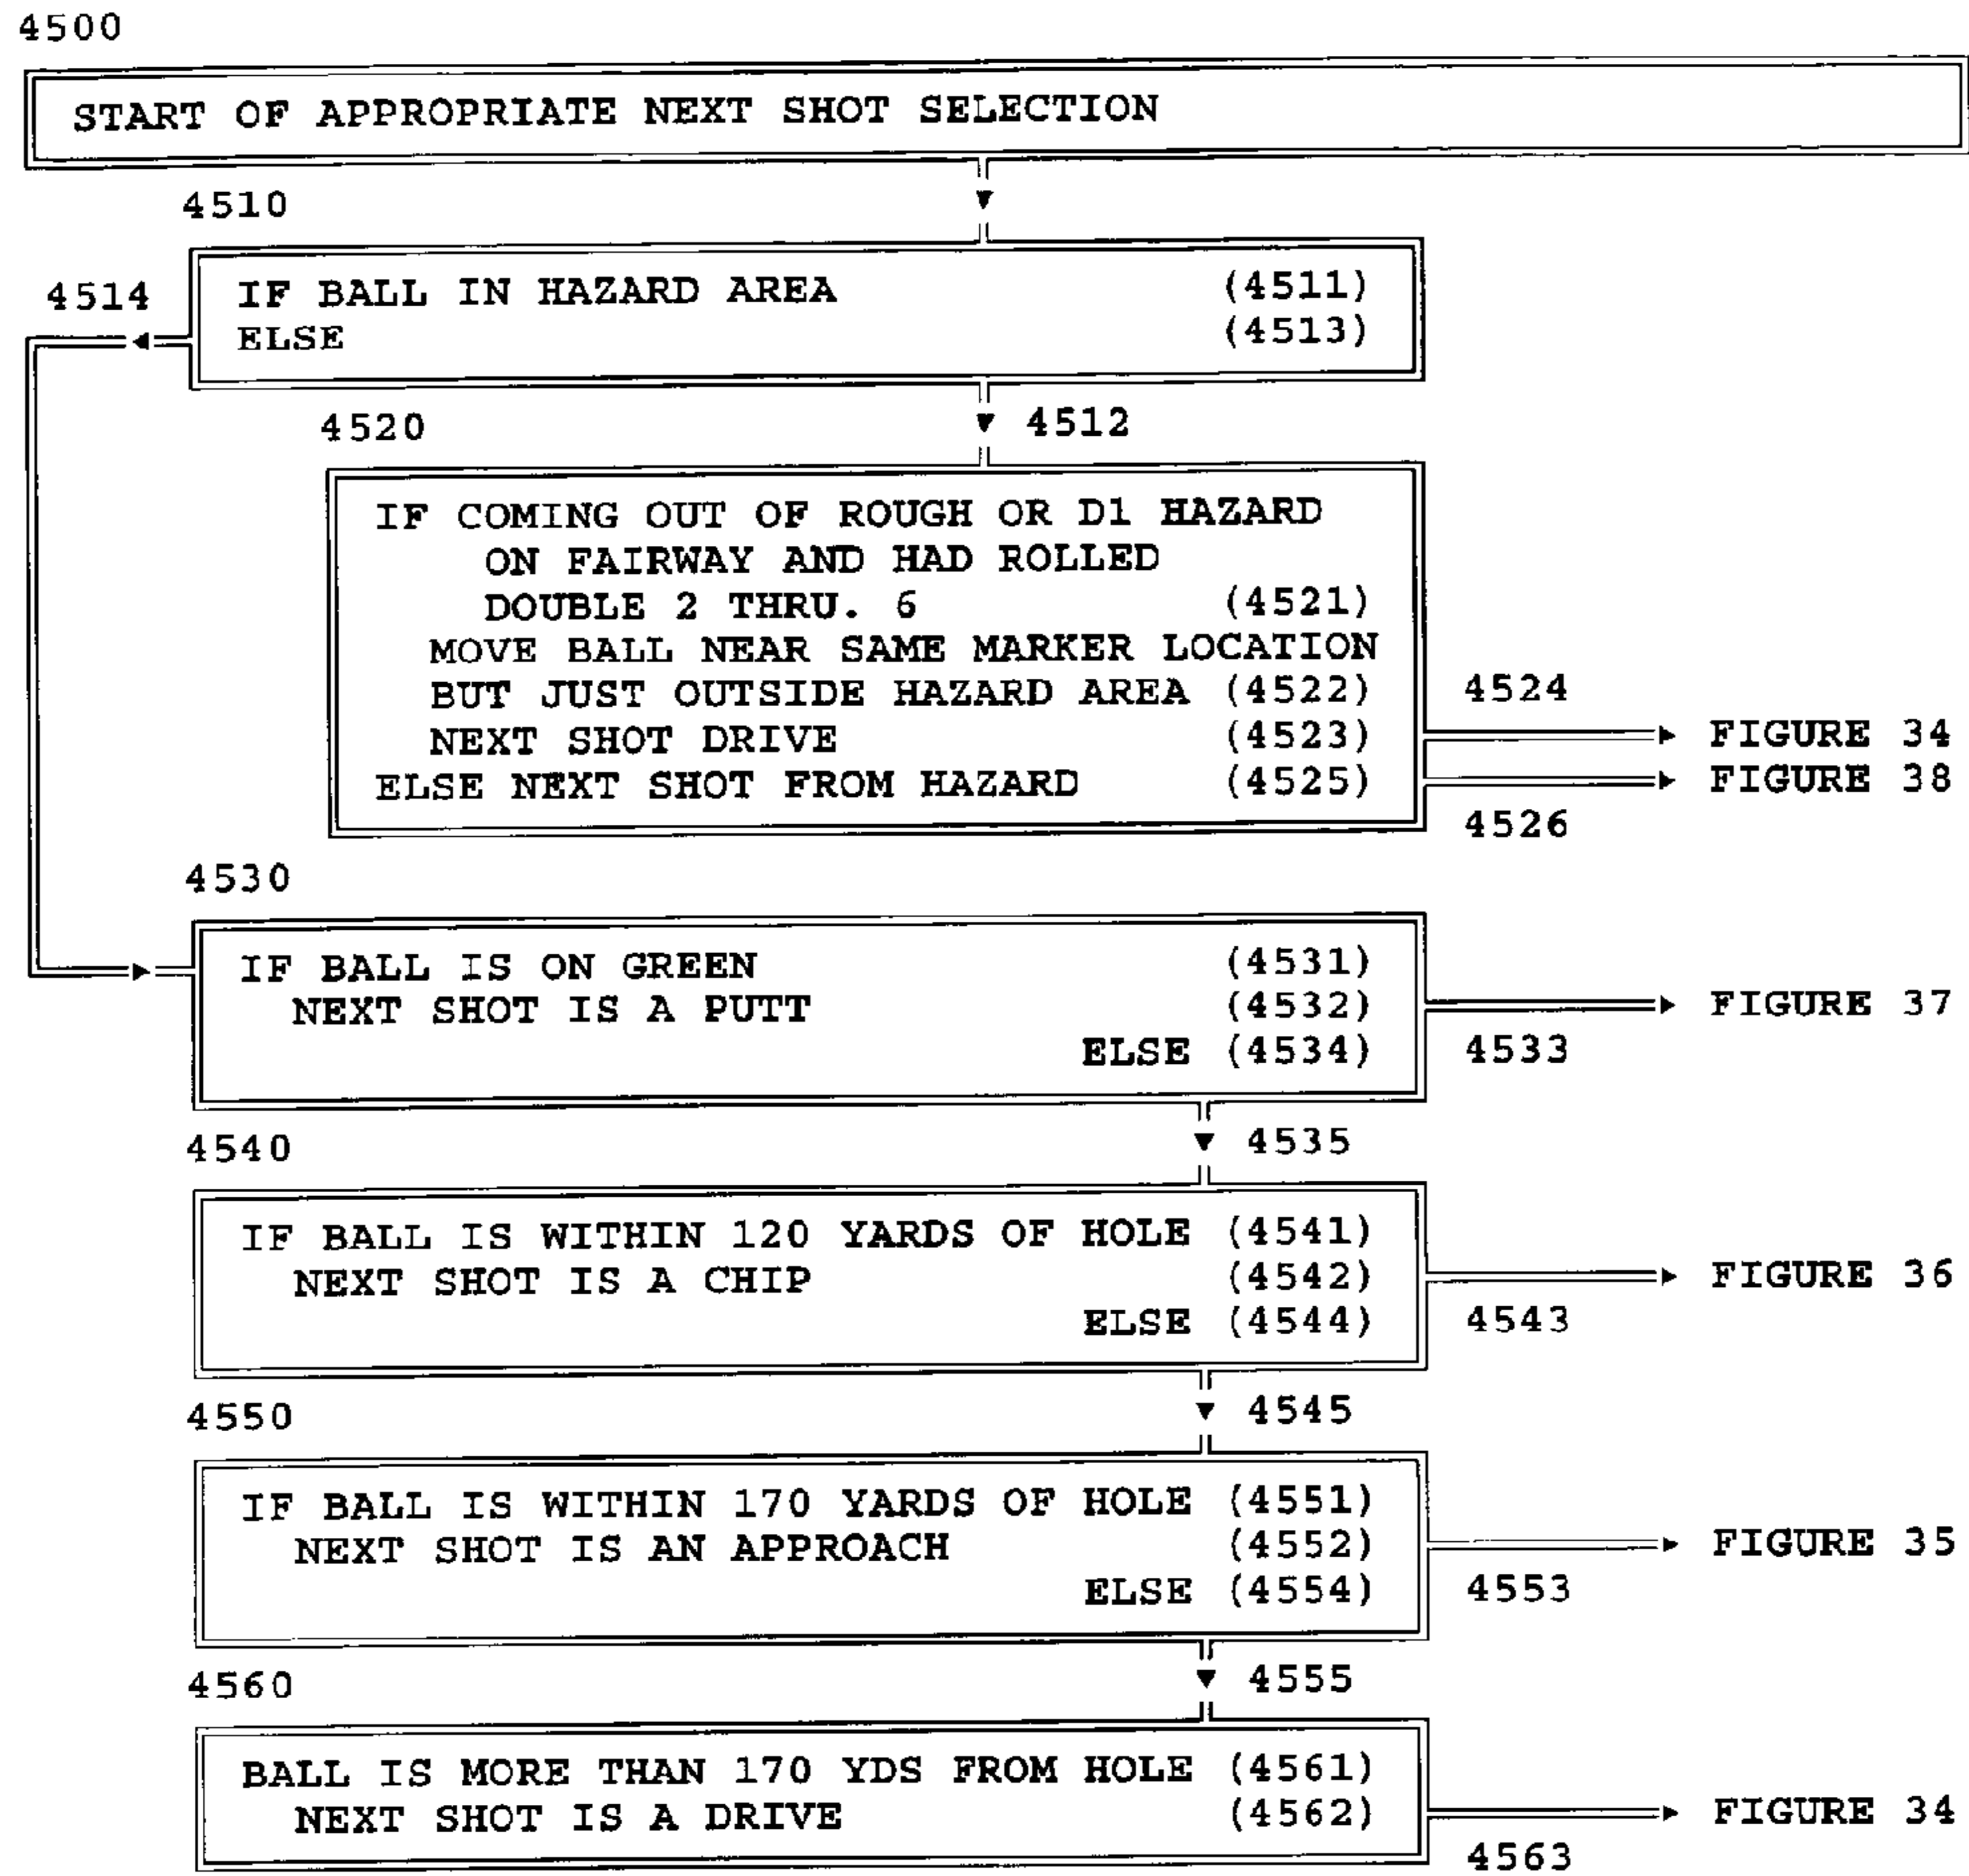 4500
START OF APPROPRIATE NEXT SHOT SELECTION
4510
4514
IF BALL IN HAZARD AREA (4511)
ELSE (4513)
4520
4512
IF COMING OUT OF ROUGH OR D1 HAZARD
ON FAIRWAY AND HAD ROLLED
DOUBLE 2 THRU. 6 (4521)
MOVE BALL NEAR SAME MARKER LOCATION
BUT JUST OUTSIDE HAZARD AREA (4522)
4524
NEXT SHOT DRIVE (4523)
FIGURE 34
ELSE NEXT SHOT FROM HAZARD (4525)
FIGURE 38
4526
4530
IF BALL IS ON GREEN (4531)
NEXT SHOT IS A PUTT (4532)
FIGURE 37
ELSE (4534)
4533
4535
4540
IF BALL IS WITHIN 120 YARDS OF HOLE (4541)
NEXT SHOT IS A CHIP (4542)
FIGURE 36
ELSE (4544)
4543
4545
4550
IF BALL IS WITHIN 170 YARDS OF HOLE (4551)
NEXT SHOT IS AN APPROACH (4552)
FIGURE 35
ELSE (4554)
4553
4555
4560
BALL IS MORE THAN 170 YDS FROM HOLE (4561)
NEXT SHOT IS A DRIVE (4562)
FIGURE 34
4563